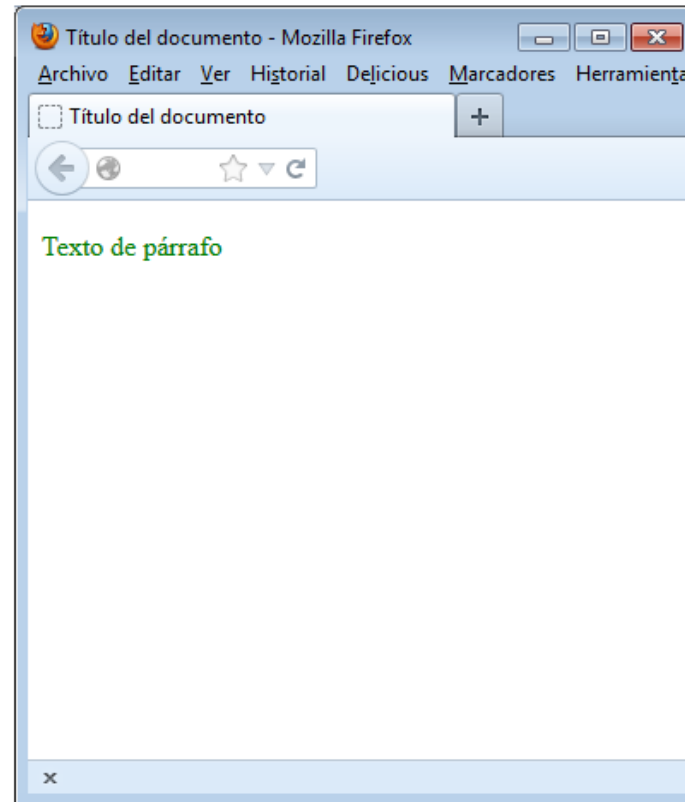 Título del documento - Mozilla Firefox
Archivo Editar Ver Historial Delicious Marcadores Herramienta
Título del documento
Texto de párrafo